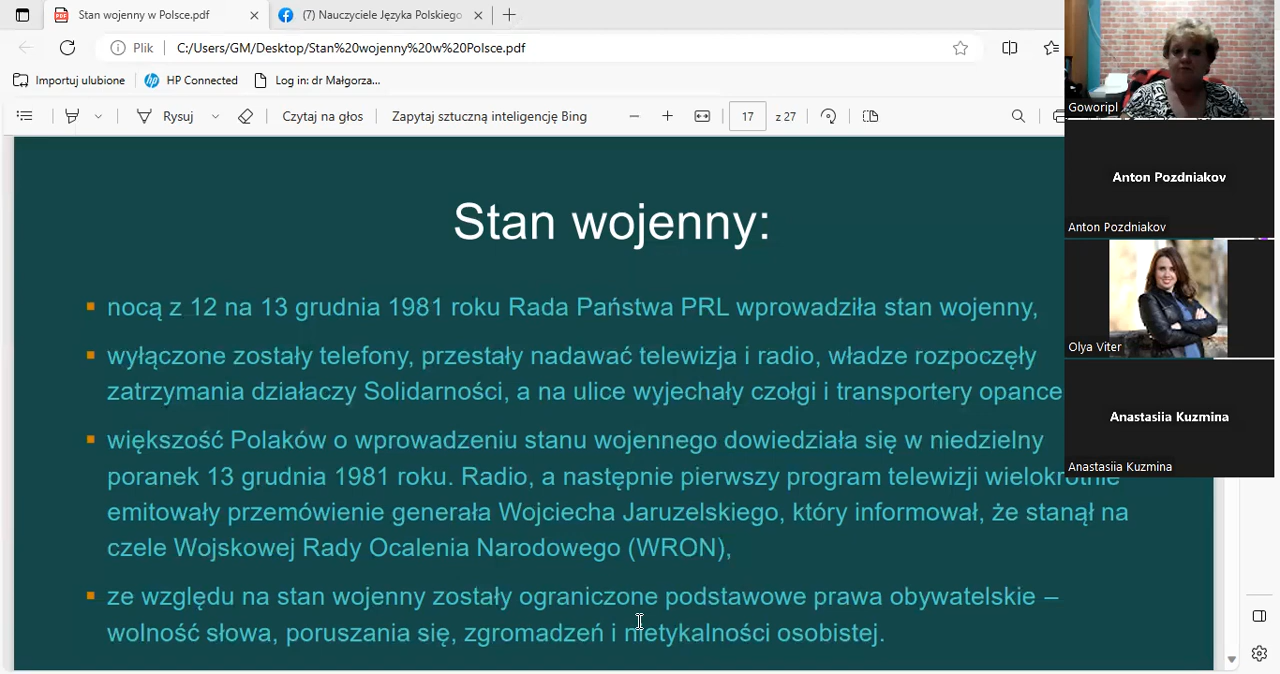 Stan wojenny w Polsce.pdf
(7) Nauczyciele Języka Polskiego
Plik
C:/Users/GM/Desktop/Stan%20wojenny%20w%20Polsce.pdf
Importuj ulubione
HP Connected
Log in: dr Małgorza...
Rysuj
Czytaj na głos
Zapytaj sztuczną inteligencję Bing
17
z 27
Stan wojenny:
nocą z 12 na 13 grudnia 1981 roku Rada Państwa PRL wprowadziła stan wojenny,
wyłączone zostały telefony, przestały nadawać telewizja i radio, władze rozpoczęły
zatrzymania działaczy Solidarności, a na ulice wyjechały czołgi i transportery opance
większość Polaków o wprowadzeniu stanu wojennego dowiedziała się w niedzielny
poranek 13 grudnia 1981 roku. Radio, a następnie pierwszy program telewizji wielokrotnie
emitowały przemówienie generała Wojciecha Jaruzelskiego, który informował, że stanął na
czele Wojskowej Rady Ocalenia Narodowego (WRON),
ze względu na stan wojenny zostały ograniczone podstawowe prawa obywatelskie –
wolność słowa, poruszania się, zgromadzeń i nietykalności osobistej.
Goworipl
Anton Pozdniakov
Anton Pozdniakov
Olya Viter
Anastasiia Kuzmina
Anastasiia Kuzmina